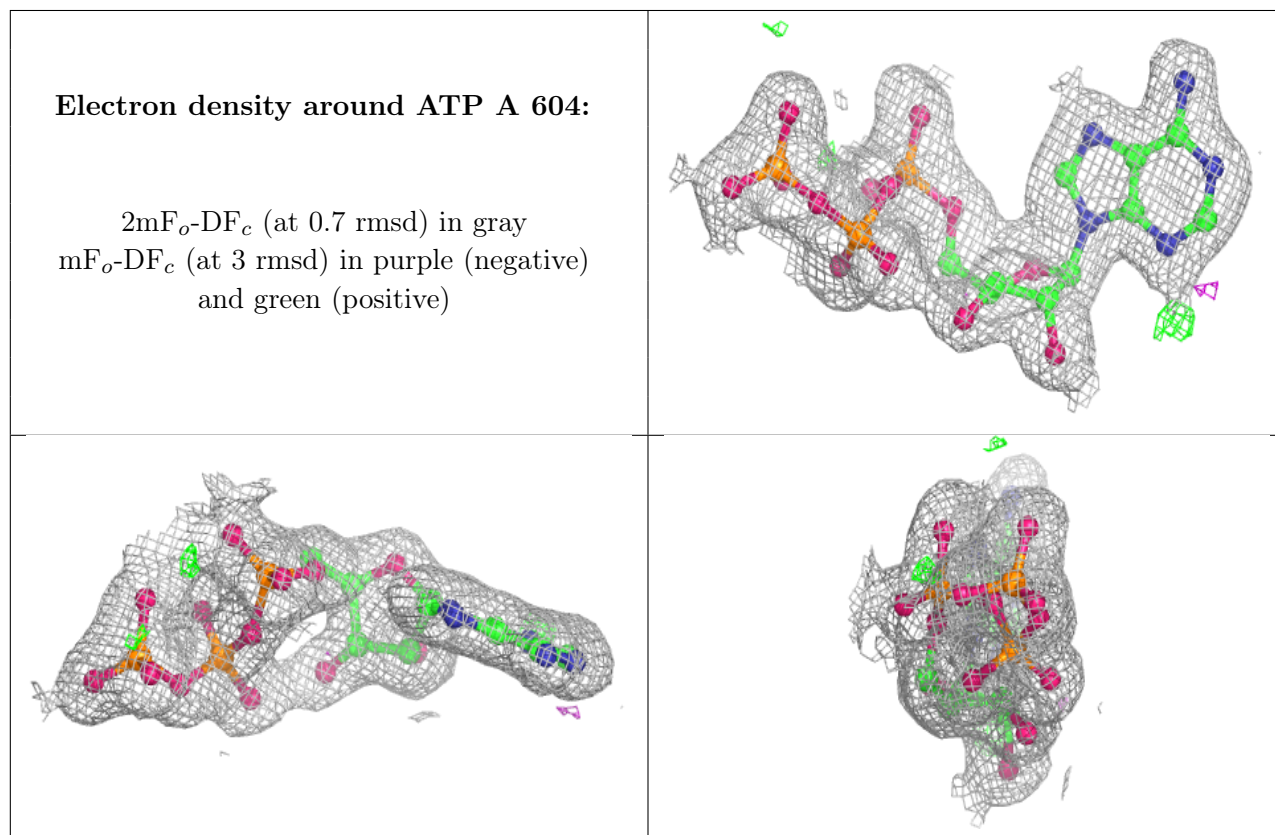 Electron density around ATP A 604:
2mFo-DFc (at 0.7 rmsd) in gray
mFo-DFc (at 3 rmsd) in purple (negative)
and green (positive)